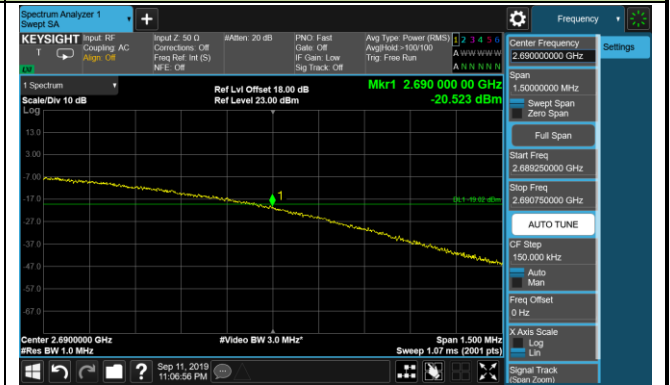 Spectrum Analyzer 1
Swept SA
+
Frequency
KEYSIGHT
Input: RF
Coupling: AC
Align: Off
Input Z: 50 Ω
Corrections: Off
Freq Ref: Int (S)
NFE: Off
#Atten: 20 dB
PNO: Fast
Gate: Off
IF Gain: Low
Sig Track: Off
Avg Type: Power (RMS)
Avg|Hold >100/100
Trig: Free Run
1 2 3 4 5 6
A W W W W W
A N N N N N
1 Spectrum
Scale/Div 10 dB
Log
Ref Lvl Offset 18.00 dB
Ref Level 23.00 dBm
Mkr1 2.690 000 00 GHz
-20.523 dBm
13.0
3.00
-7.00
-17.0
-27.0
-37.0
-47.0
-57.0
-67.0
1
DL1 -19.02 dBm
Center 2.6900000 GHz
#Res BW 1.0 MHz
#Video BW 3.0 MHz*
Span 1.500 MHz
Sweep 1.07 ms (2001 pts)
Center Frequency
2.690000000 GHz
Settings
Span
1.50000000 MHz
Swept Span
Zero Span
Full Span
Start Freq
2.689250000 GHz
Stop Freq
2.690750000 GHz
AUTO TUNE
CF Step
150.000 kHz
Auto
Man
Freq Offset
0 Hz
X Axis Scale
Log
Lin
Signal Track
(Span Zoom)
?
Sep 11, 2019
11:06:56 PM